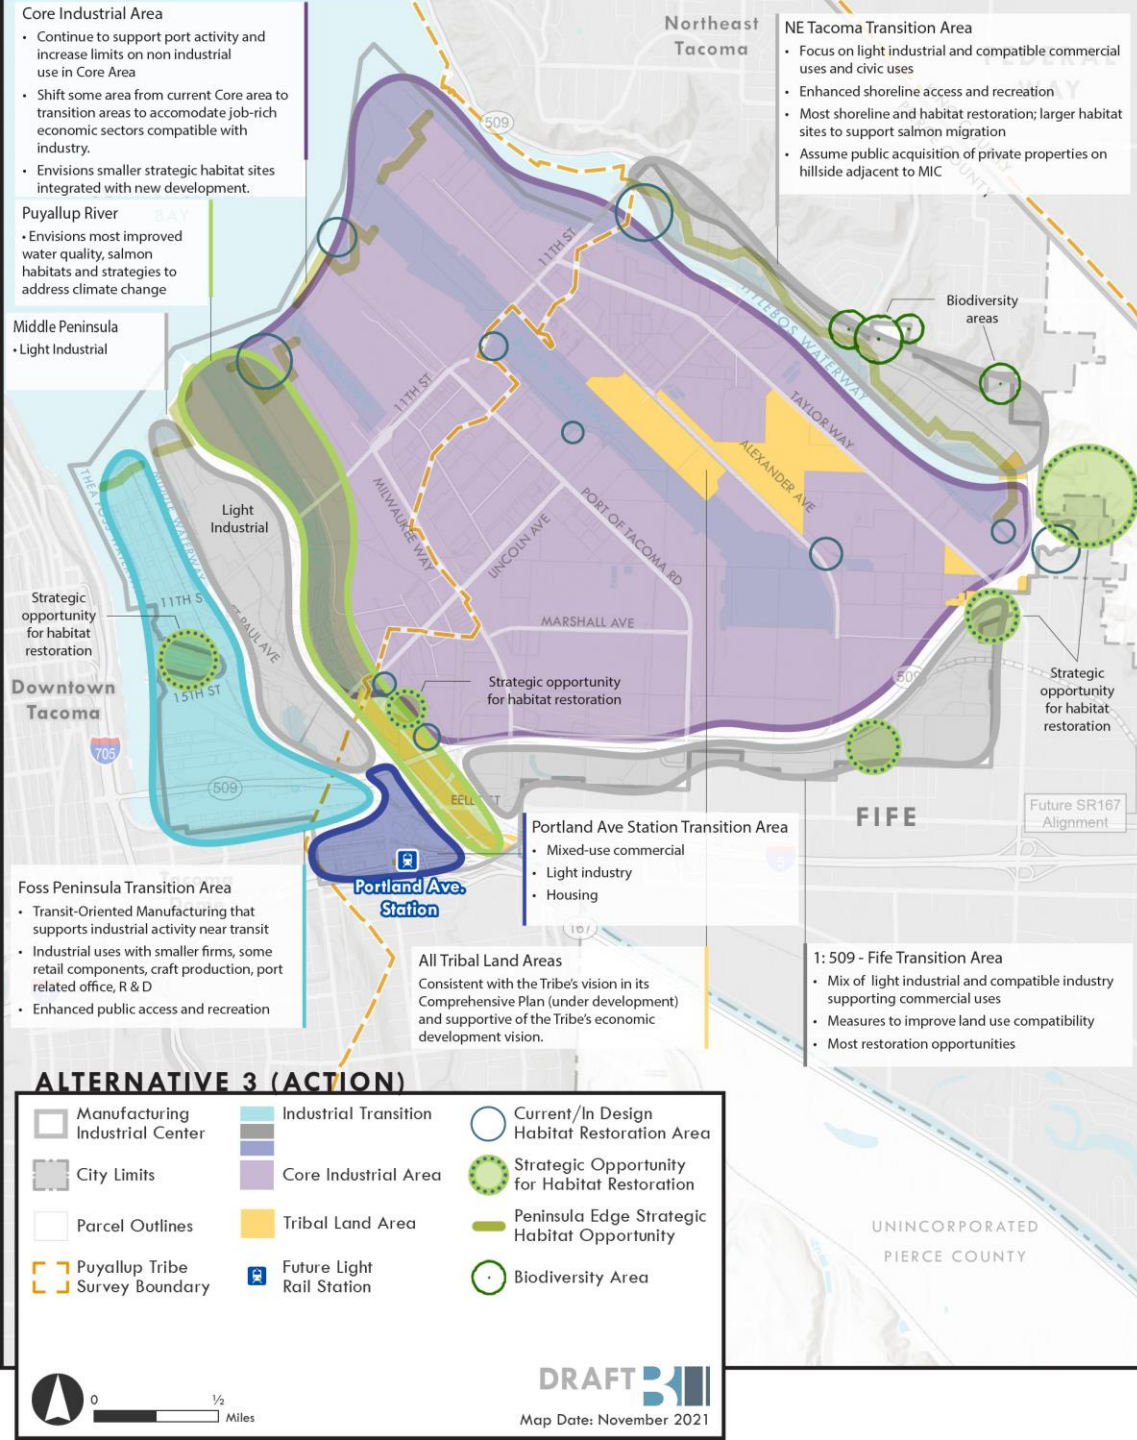 Core Industrial Area
• Continue to support port activity and
increase limits on non industrial
use in Core Area
• Shift some area from current Core area to
transition areas to accomodate job-rich
economic sectors compatible with
industry.
• Envisions smaller strategic habitat sites
integrated with new development.
Northeast
Tacoma
NE Tacoma Transition Area
• Focus on light industrial and compatible commercial
uses and civic uses
• Enhanced shoreline access and recreation
• Most shoreline and habitat restoration; larger habitat
sites to support salmon migration
• Assume public acquisition of private properties on
hillside adjacent to MIC
FEDERAL
WAY
PIERCE COUNTY
509
BAY
Puyallup River
• Envisions most improved
water quality, salmon
habitats and strategies to
address climate change
Middle Peninsula
• Light Industrial
11TH ST
Biodiversity
areas
WATERWAY
11TH ST
TAYLOR WAY
ALEXANDER AVE
MILWAUKEE WAY
LINCOLN AVE
PORT OF TACOMA RD
MARSHALL AVE
Light
Industrial
THEA FOSS
WATERWAY
Strategic
opportunity
for habitat
restoration
11TH S
ST PAUL AVE
15TH ST
Downtown
Tacoma
705
509
Strategic opportunity
for habitat restoration
509
Strategic
opportunity
for habitat
restoration
FIFE
Future SR167
Alignment
5
Portland Ave.
Station
Portland Ave Station Transition Area
• Mixed-use commercial
• Light industry
• Housing
167
Tacoma
Foss Peninsula Transition Area
• Transit-Oriented Manufacturing that
supports industrial activity near transit
• Industrial uses with smaller firms, some
retail components, craft production, port
related office, R & D
• Enhanced public access and recreation
All Tribal Land Areas
Consistent with the Tribe's vision in its
Comprehensive Plan (under development)
and supportive of the Tribe's economic
development vision.
1: 509 - Fife Transition Area
• Mix of light industrial and compatible industry
supporting commercial uses
• Measures to improve land use compatibility
• Most restoration opportunities
ALTERNATIVE 3 (ACTION)
Manufacturing
Industrial Center
City Limits
Parcel Outlines
Puyallup Tribe
Survey Boundary
Industrial Transition
Core Industrial Area
Tribal Land Area
Future Light
Rail Station
Current/In Design
Habitat Restoration Area
Strategic Opportunity
for Habitat Restoration
Peninsula Edge Strategic
Habitat Opportunity
Biodiversity Area
UNINCORPORATED
PIERCE COUNTY
0 ½
Miles
DRAFT
Map Date: November 2021